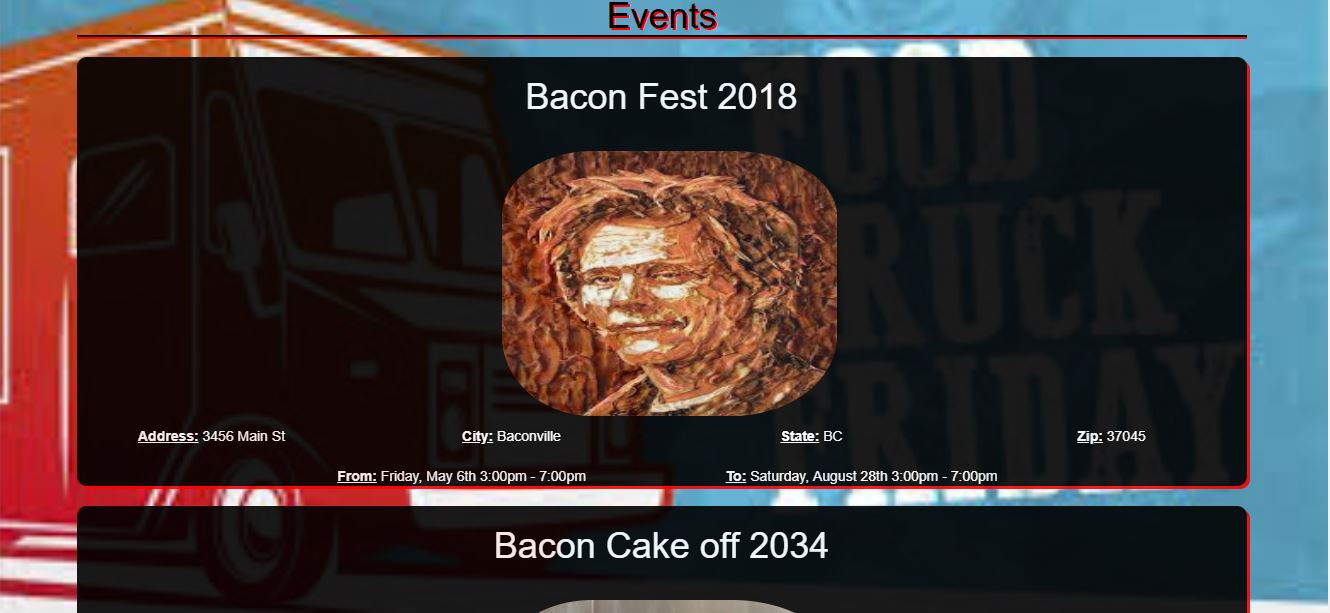 Events
Bacon Fest 2018
FOOD
TRUCK
FRIDAY
Address: 3456 Main St City: Baconville State: BC Zip: 37045
From: Friday, May 6th 3:00pm - 7:00pm To: Saturday, August 28th 3:00pm - 7:00pm
Bacon Cake off 2034